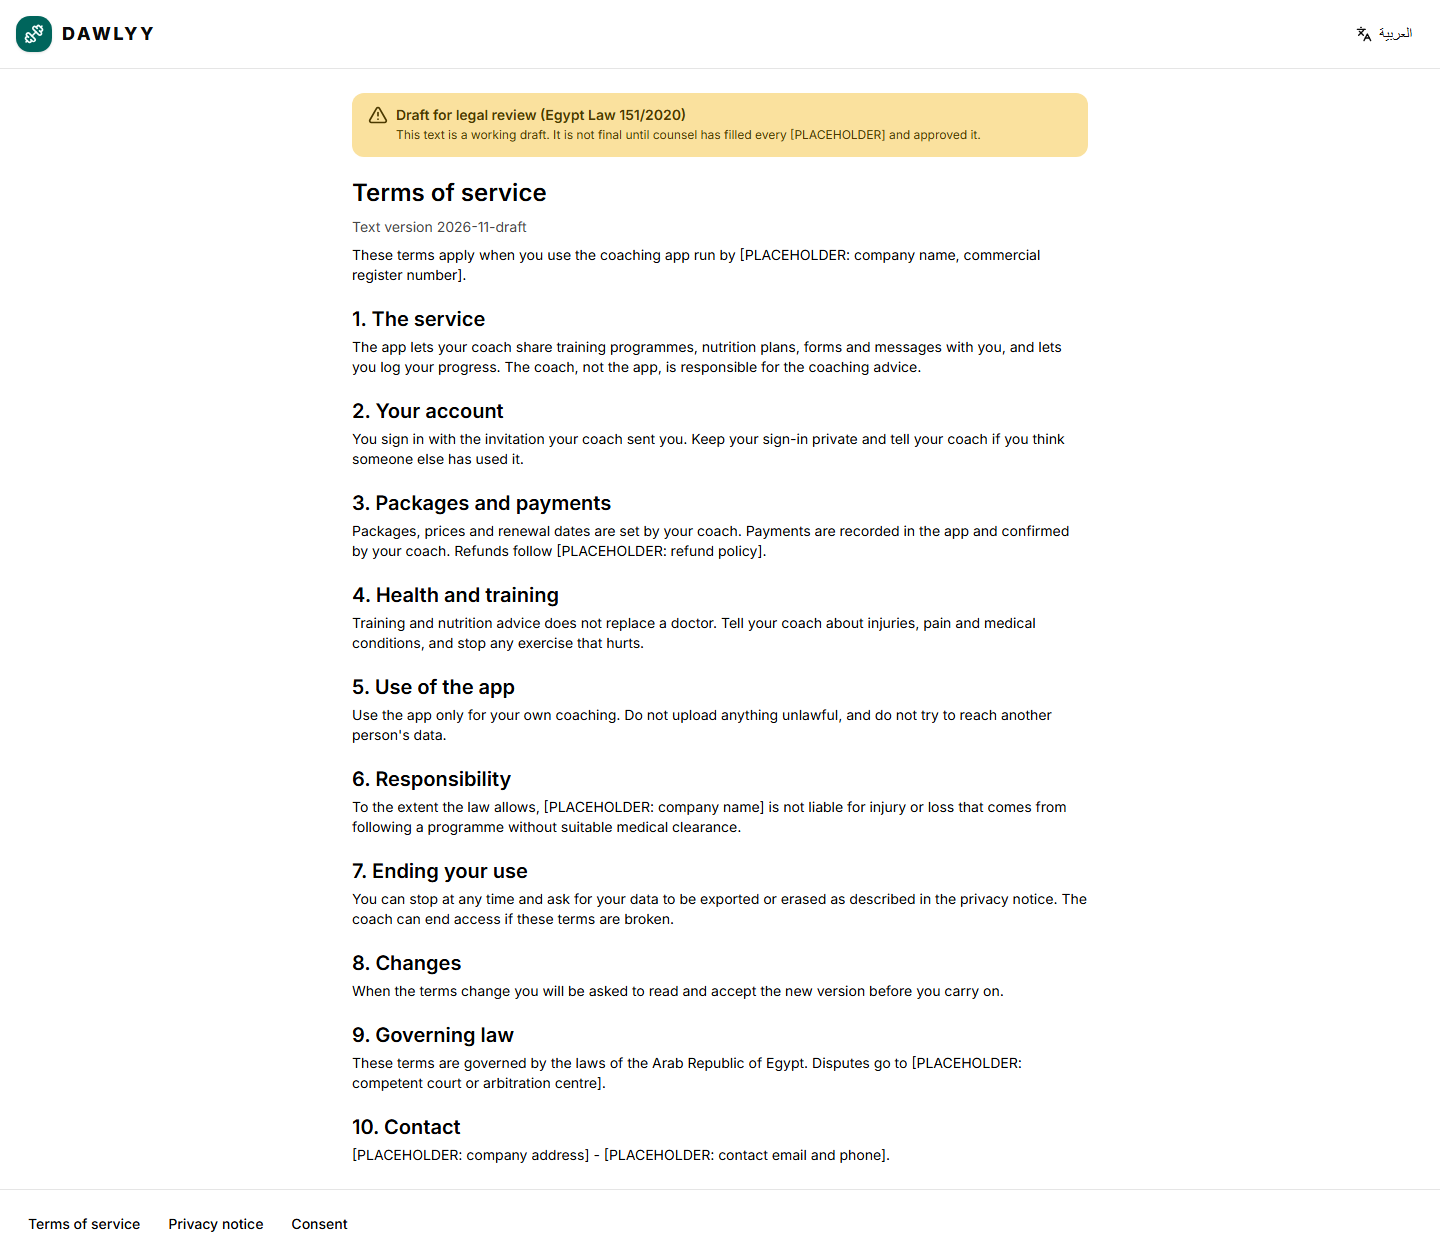 DAWLYY
العربية
Draft for legal review (Egypt Law 151/2020)
This text is a working draft. It is not final until counsel has filled every [PLACEHOLDER] and approved it.
Terms of service
Text version 2026-11-draft
These terms apply when you use the coaching app run by [PLACEHOLDER: company name, commercial
register number].
1. The service
The app lets your coach share training programmes, nutrition plans, forms and messages with you, and lets
you log your progress. The coach, not the app, is responsible for the coaching advice.
2. Your account
You sign in with the invitation your coach sent you. Keep your sign-in private and tell your coach if you think
someone else has used it.
3. Packages and payments
Packages, prices and renewal dates are set by your coach. Payments are recorded in the app and confirmed
by your coach. Refunds follow [PLACEHOLDER: refund policy].
4. Health and training
Training and nutrition advice does not replace a doctor. Tell your coach about injuries, pain and medical
conditions, and stop any exercise that hurts.
5. Use of the app
Use the app only for your own coaching. Do not upload anything unlawful, and do not try to reach another
person's data.
6. Responsibility
To the extent the law allows, [PLACEHOLDER: company name] is not liable for injury or loss that comes from
following a programme without suitable medical clearance.
7. Ending your use
You can stop at any time and ask for your data to be exported or erased as described in the privacy notice. The
coach can end access if these terms are broken.
8. Changes
When the terms change you will be asked to read and accept the new version before you carry on.
9. Governing law
These terms are governed by the laws of the Arab Republic of Egypt. Disputes go to [PLACEHOLDER:
competent court or arbitration centre].
10. Contact
[PLACEHOLDER: company address] - [PLACEHOLDER: contact email and phone].
Terms of service
Privacy notice
Consent